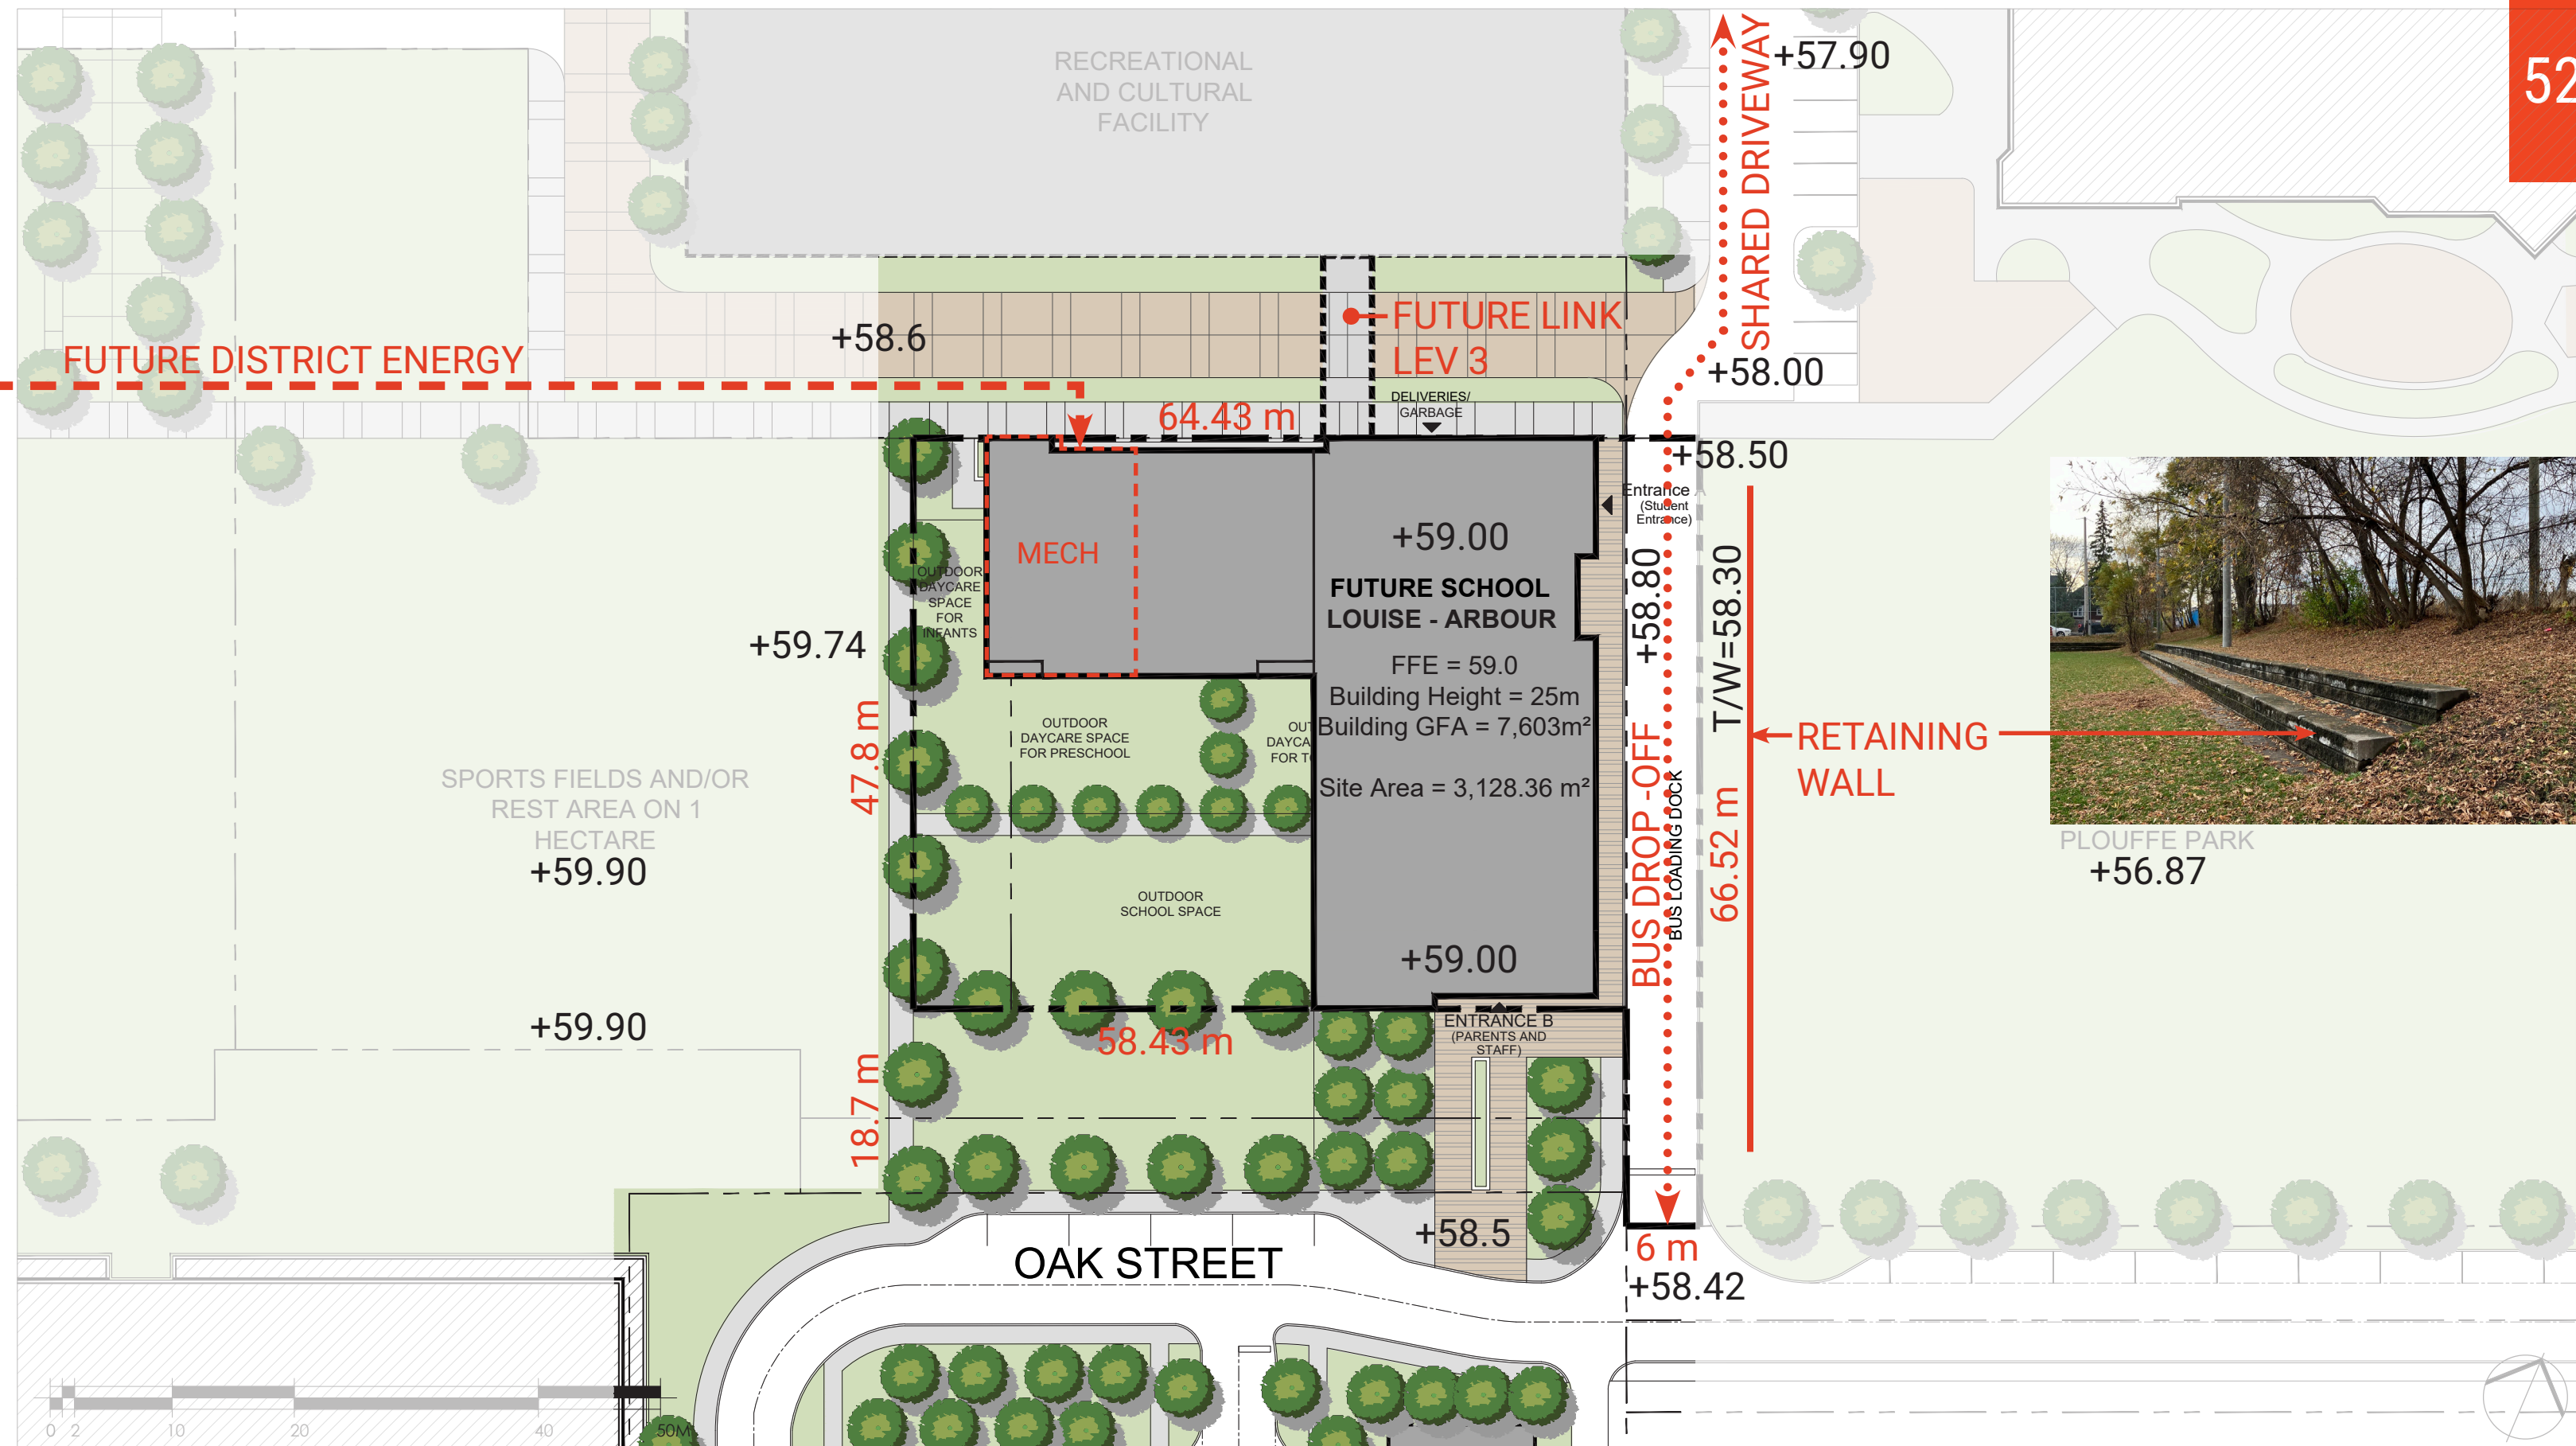 RECREATIONAL
AND CULTURAL
FACILITY
SHARED DRIVEWAY
+57.90
52
+58.6
FUTURE LINK
LEV 3
FUTURE DISTRICT ENERGY
+58.00
DELIVERIES/
GARBAGE
64.43 m
+58.50
Entrance
(Student
Entrance)
+59.00
MECH
OUTDOOR
DAYCARE
SPACE
FOR
INFANTS
FUTURE SCHOOL
LOUISE - ARBOUR
+58.80
T/W=58.30
+59.74
FFE = 59.0
Building Height = 25m
Building GFA = 7,603m²
Site Area = 3,128.36 m²
47.8 m
OUTDOOR
DAYCARE SPACE
FOR PRESCHOOL
OUT
DAYCA
FOR T
BUS DROP -OFF
BUS LOADING DOCK
66.52 m
RETAINING
WALL
SPORTS FIELDS AND/OR
REST AREA ON 1
HECTARE
+59.90
PLOUFFE PARK
+56.87
OUTDOOR
SCHOOL SPACE
+59.00
+59.90
58.43 m
ENTRANCE B
(PARENTS AND
STAFF)
18.7 m
+58.5
OAK STREET
6 m
+58.42
0 2 10 20 40 50M